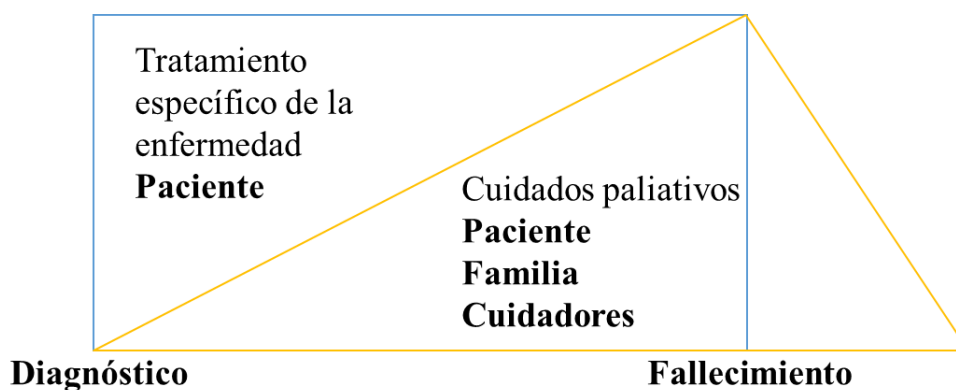 Tratamiento
específico de la
enfermedad
Paciente
Cuidados paliativos
Paciente
Familia
Cuidadores
Diagnóstico
Fallecimiento